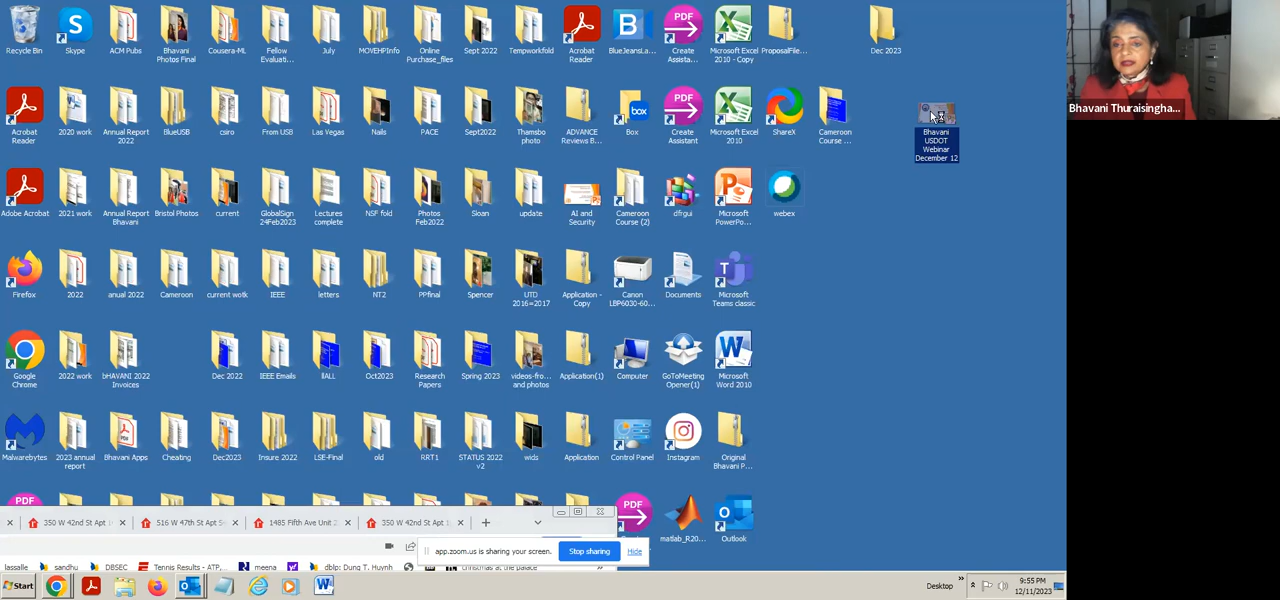 Recycle Bin
Skype
ACM Pubs
Bhavani
Photos Final
Cousera-ML
Fellow
Evaluati...
July
MOVEHPInfo
Online
Purchase_files
Sept 2022
Tempworkfold
Acrobat
Reader
BlueJeansLa...
Create
Assista...
Microsoft Excel
2010 - Copy
ProposalFile...
Dec 2023
Bhavani Thuraisingha...
Acrobat
Reader
2020 work
Annual Report
2022
BlueUSB
csiro
From USB
Las Vegas
Nails
PACE
Sept2022
Thamsbo
photo
ADVANCE
Reviews B...
Box
Create
Assistant
Microsoft Excel
2010
ShareX
Cameroon
Course ...
Bhavani
USDOT
Webinar
December 12
Adobe Acrobat
2021 work
Annual Report
Bhavani
Bristol Photos
current
GlobalSign
24Feb2023
Lectures
complete
NSF fold
Photos
Feb2022
Sloan
update
AI and
Security
Cameroon
Course (2)
dfrgui
Microsoft
PowerPo...
webex
Firefox
2022
anual 2022
Cameroon
current wotk
IEEE
letters
NT2
PPfinal
Spencer
UTD
2016=2017
Application -
Copy
Canon
LBP6030-60...
Documents
Microsoft
Teams classic
Google
Chrome
2022 work
bHAVANI 2022
Invoices
Dec 2022
IEEE Emails
Oct2023
Research
Papers
Spring 2023
videos-fro...
and photos
Application(1)
Computer
GoToMeeting
Opener(1)
Microsoft
Word 2010
Malwarebytes
2023 annual
report
Bhavani Apps
Cheating
Dec2023
Insure 2022
LSE-Final
old
RRT1
STATUS 2022
v2
wids
Application
Control Panel
Instagram
Original
Bhavani P...
PDF
matlab_R20...
Outlook
350 W 42nd St Apt
516 W 47th St Apt
1485 Fifth Ave Unit 2
350 W 42nd St Apt
app.zoom.us is sharing your screen.
Stop sharing
Hide
lassalle
sandhu
DBSEC
Tennis Results - ATP,...
meena
dblp: Dung T. Huynh
christmas at the palace
Start
Desktop
9:55 PM
12/11/2023